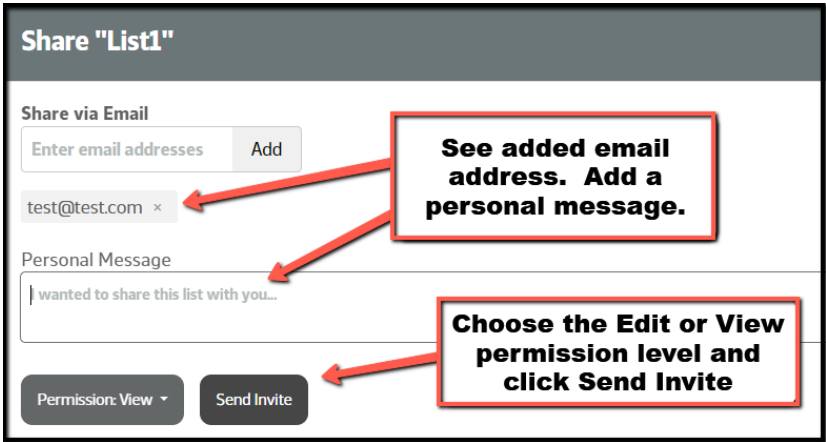 Share "List1"
Share via Email
Enter email addresses Add
See added email
address. Add a
personal message.
test@test.com ×
Personal Message
I wanted to share this list with you...
Choose the Edit or View
permission level and
click Send Invite
Permission: View
Send Invite